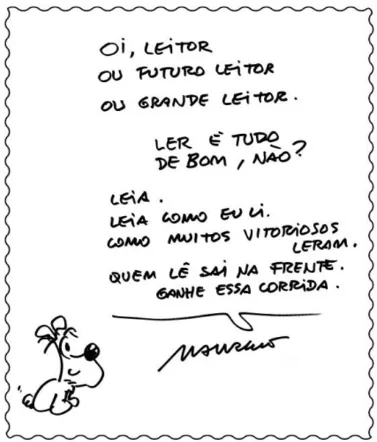 OI, LEITOR
OU FUTURO LEITOR
OU GRANDE LEITOR.
LER É TUDO
DE BOM, NÃO?
LEIA.
LEIA COMO EU LI.
COMO MUITOS VITORIOSOS
LERAM.
QUEM LÊ SAI NA FRENTE.
GANHE ESSA CORRIDA.
MAURICIO